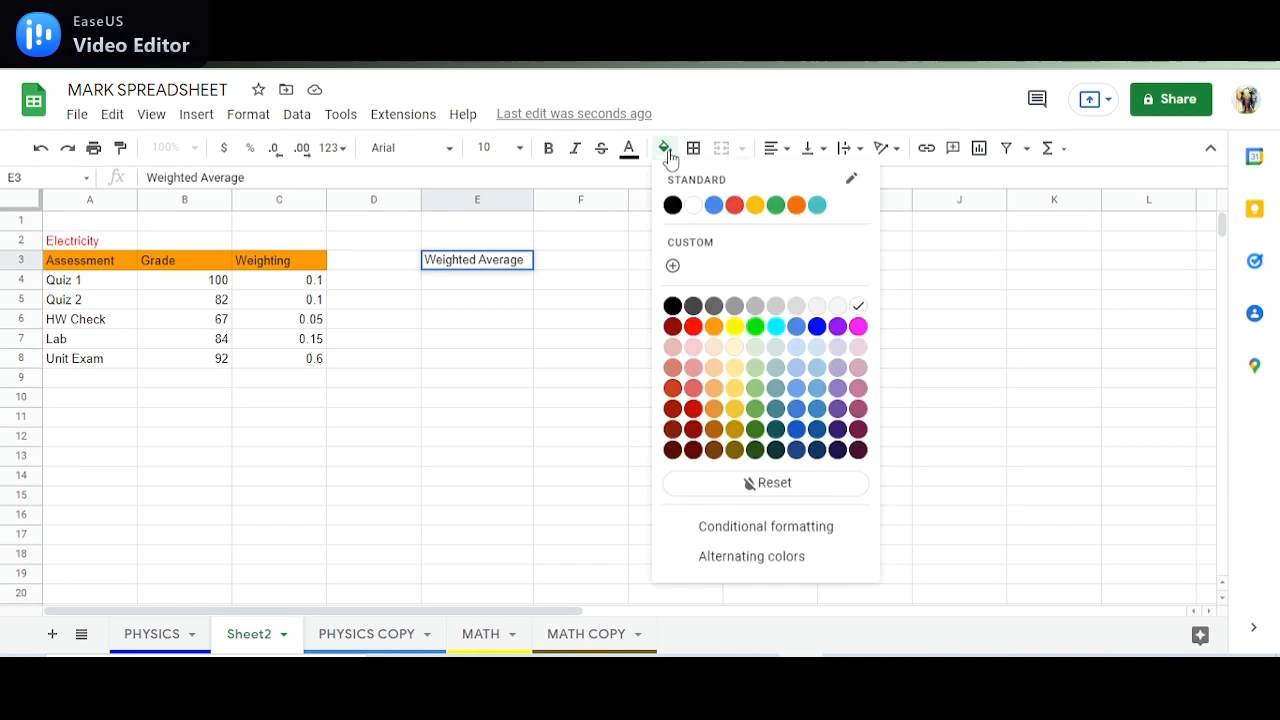 EaseUS
Video Editor
MARK SPREADSHEET
File Edit View Insert Format Data Tools Extensions Help Last edit was seconds ago
Share
100% $ % .0 .00 123 Arial 10 B I S A
E3 fx Weighted Average
A B C D E F J K L
STANDARD
CUSTOM
Reset
Conditional formatting
Alternating colors
1
2 Electricity
3 Assessment Grade Weighting Weighted Average
4 Quiz 1 100 0.1
5 Quiz 2 82 0.1
6 HW Check 67 0.05
7 Lab 84 0.15
8 Unit Exam 92 0.6
9
10
11
12
13
14
15
16
17
18
19
20
PHYSICS Sheet2 PHYSICS COPY MATH MATH COPY
31